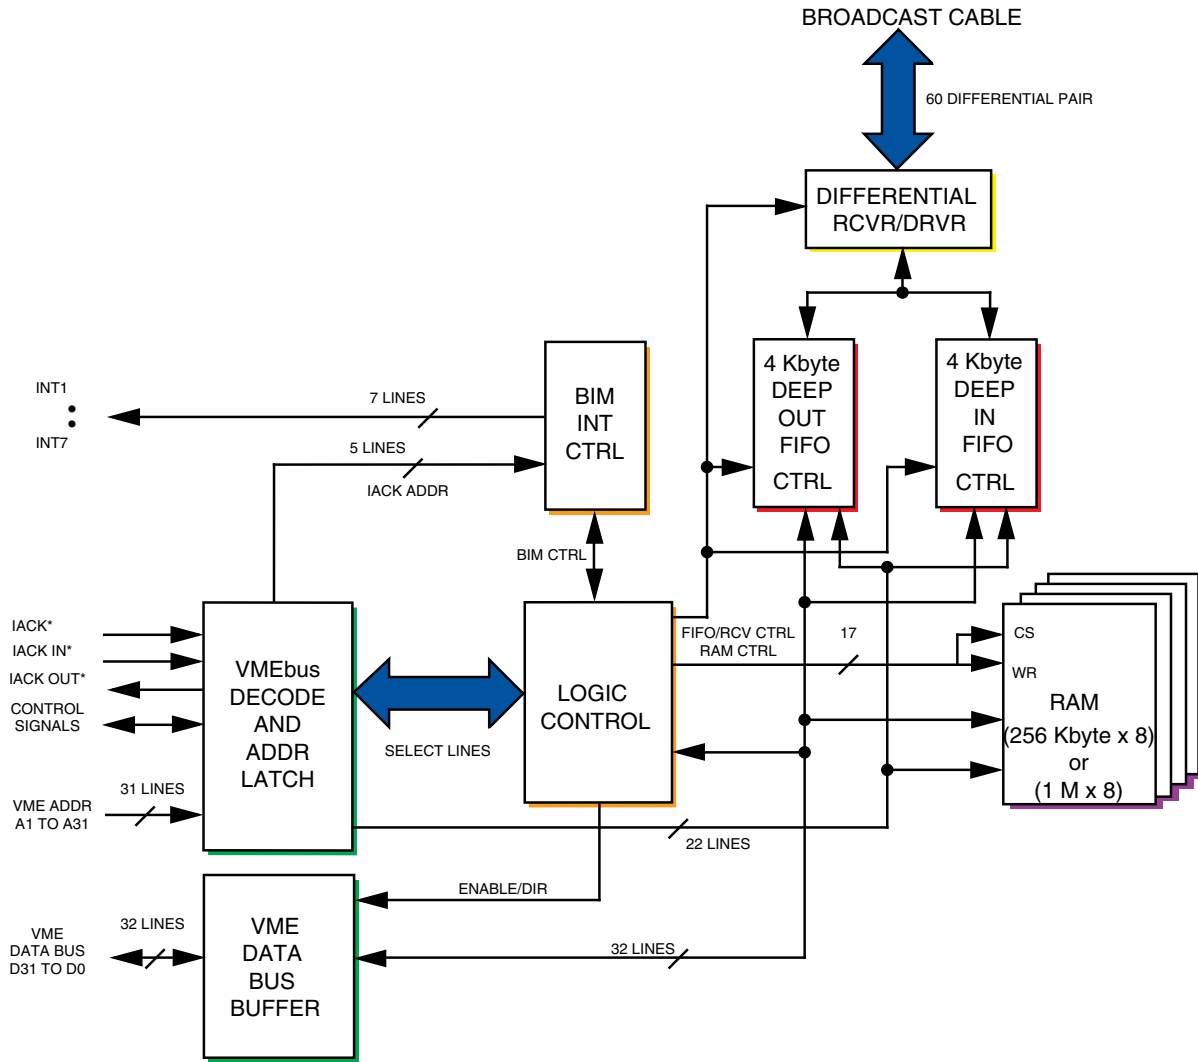 BROADCAST CABLE
60 DIFFERENTIAL PAIR
DIFFERENTIAL
RCVR/DRVR
4 Kbyte
DEEP
OUT
FIFO
CTRL
4 Kbyte
DEEP
IN
FIFO
CTRL
INT1
INT7
7 LINES
5 LINES
IACK ADDR
BIM
INT
CTRL
BIM CTRL
IACK*
IACK IN*
IACK OUT*
CONTROL
SIGNALS
31 LINES
VME ADDR
A1 TO A31
VMEbus
DECODE
AND
ADDR
LATCH
SELECT LINES
LOGIC
CONTROL
FIFO/RCV CTRL
RAM CTRL
17
CS
WR
RAM
(256 Kbyte x 8)
or
(1 M x 8)
22 LINES
ENABLE/DIR
32 LINES
VME
DATA BUS
D31 TO D0
32 LINES
VME
DATA
BUS
BUFFER